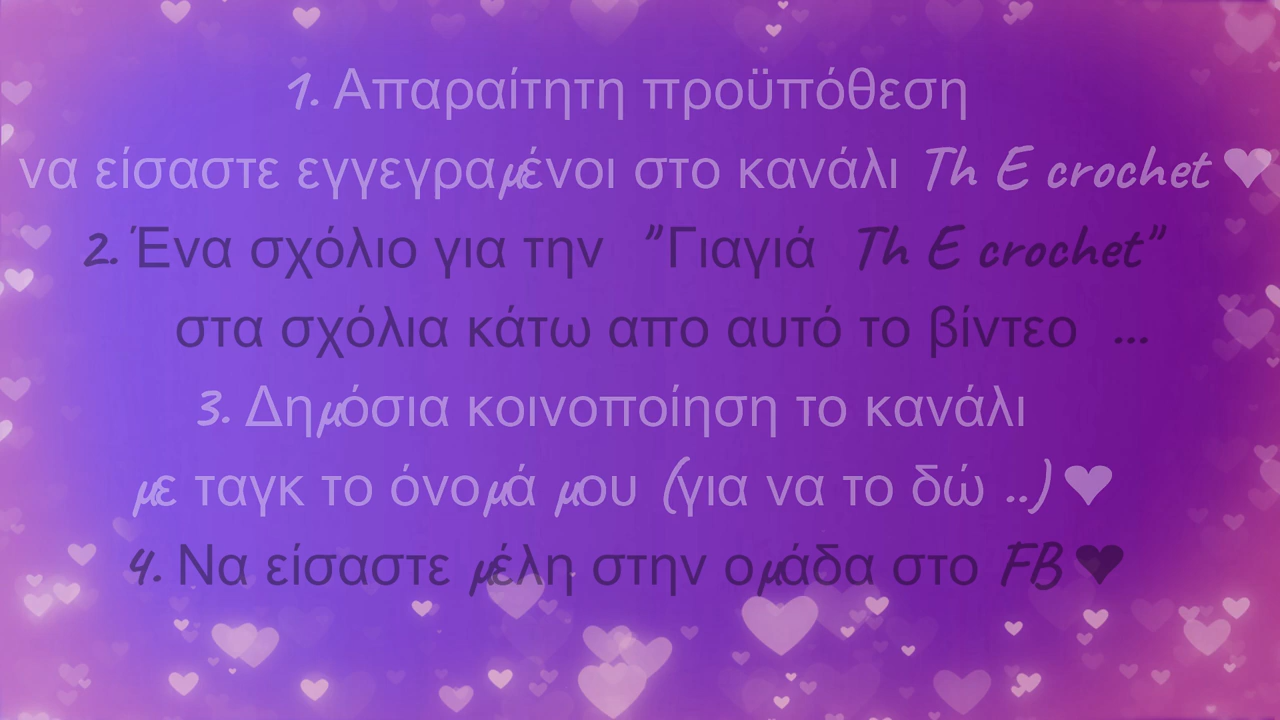 1. Απαραίτητη προϋπόθεση
να είσαστε εγγεγραμένοι στο κανάλι Th E crochet ♥
2. Ένα σχόλιο για την "Γιαγιά Th E crochet"
στα σχόλια κάτω απο αυτό το βίντεο ...
3. Δημόσια κοινοποίηση το κανάλι
με ταγκ το όνομά μου (για να το δώ ..) ♥
4. Να είσαστε μέλη στην ομάδα στο FB ♥